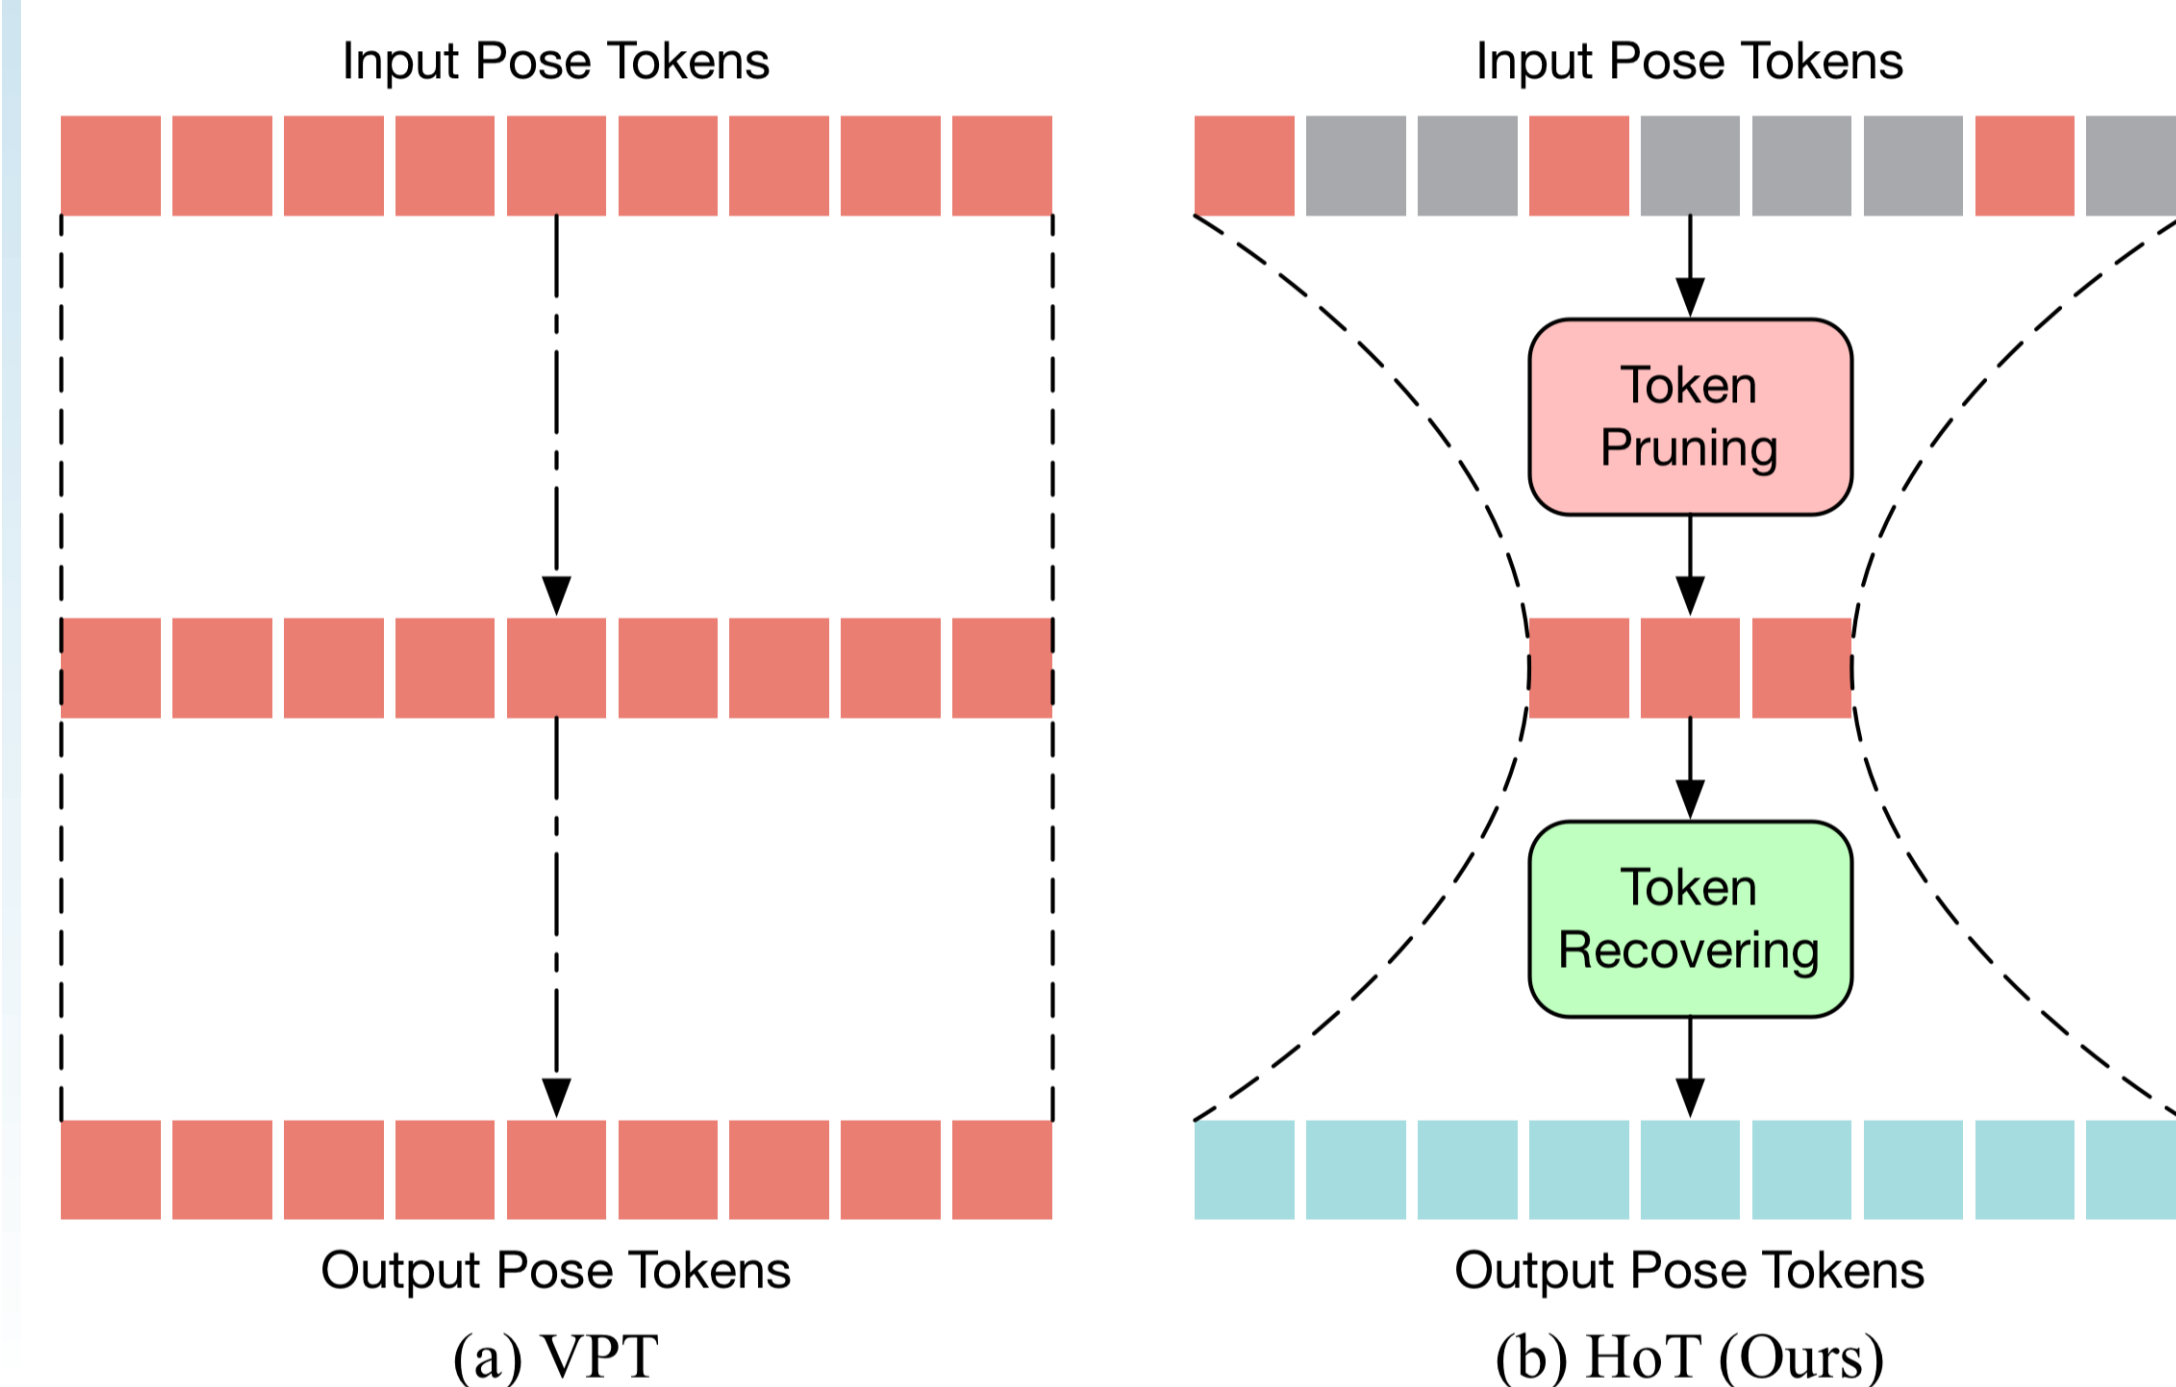 Input Pose Tokens
Output Pose Tokens
(a) VPT
Input Pose Tokens
Token
Pruning
Token
Recovering
Output Pose Tokens
(b) HoT (Ours)